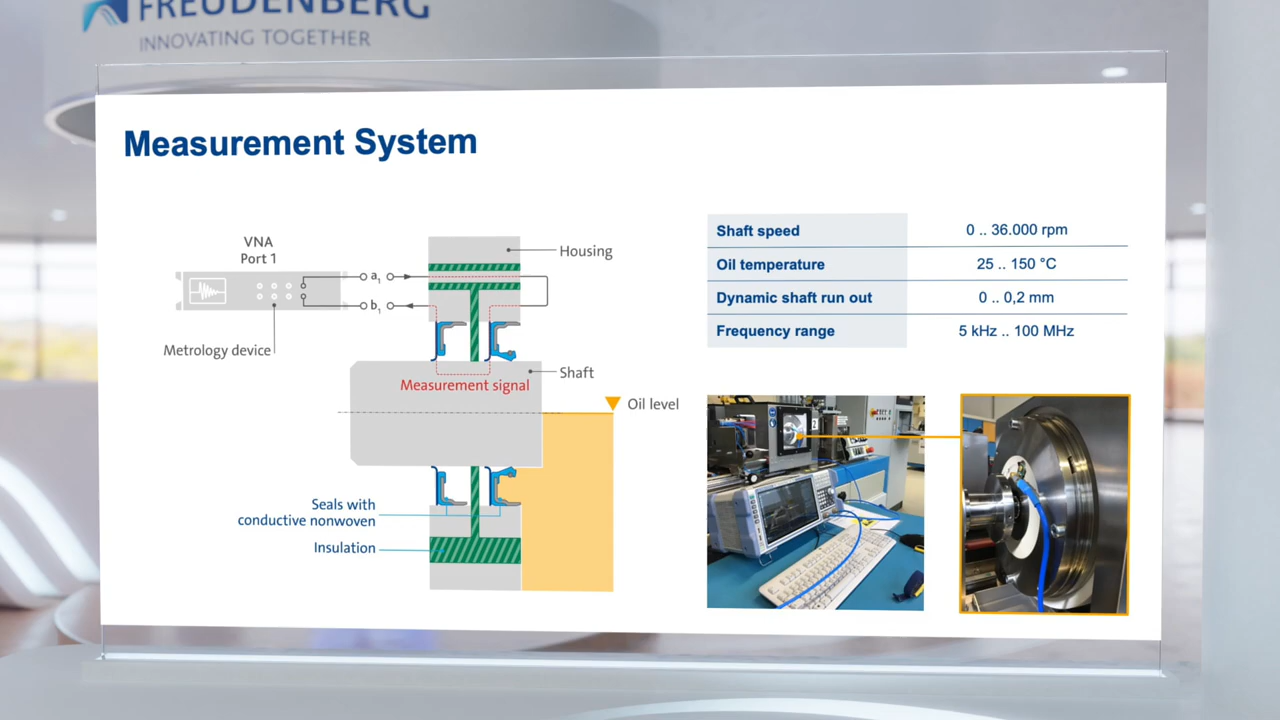 FREUDENBERG
INNOVATING TOGETHER
Measurement System
VNA
Port 1
a1
b1
Metrology device
Housing
Shaft
Measurement signal
Oil level
Seals with
conductive nonwoven
Insulation
Shaft speed 0 .. 36.000 rpm
Oil temperature 25 .. 150 °C
Dynamic shaft run out 0 .. 0,2 mm
Frequency range 5 kHz .. 100 MHz